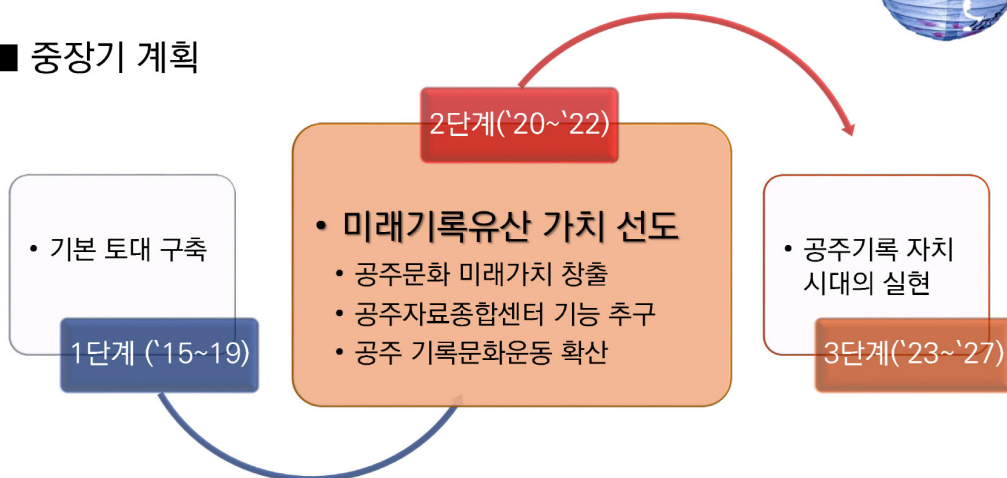 ■ 중장기 계획
2단계(`20~`22)
• 기본 토대 구축
1단계 (`15~19)
• 미래기록유산 가치 선도
• 공주문화 미래가치 창출
• 공주자료종합센터 기능 추구
• 공주 기록문화운동 확산
• 공주기록 자치
시대의 실현
3단계(`23~`27)